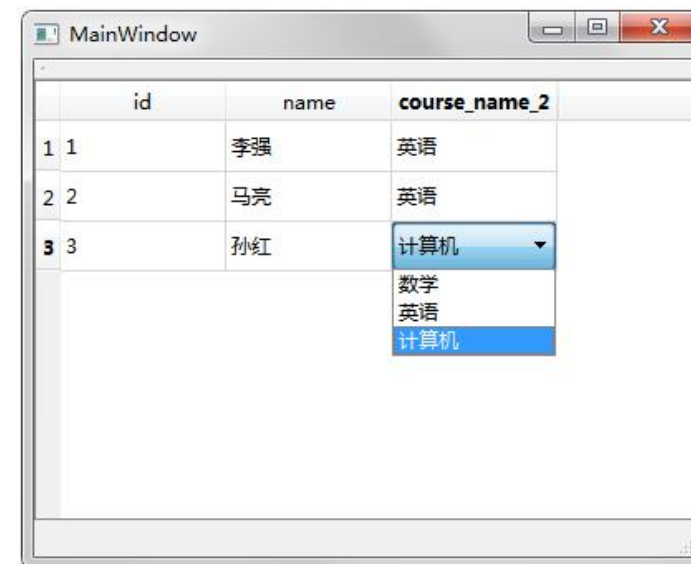 MainWindow
id name course_name_2
1 1 李强 英语
2 2 马亮 英语
3 3 孙红 计算机
数学
英语
计算机